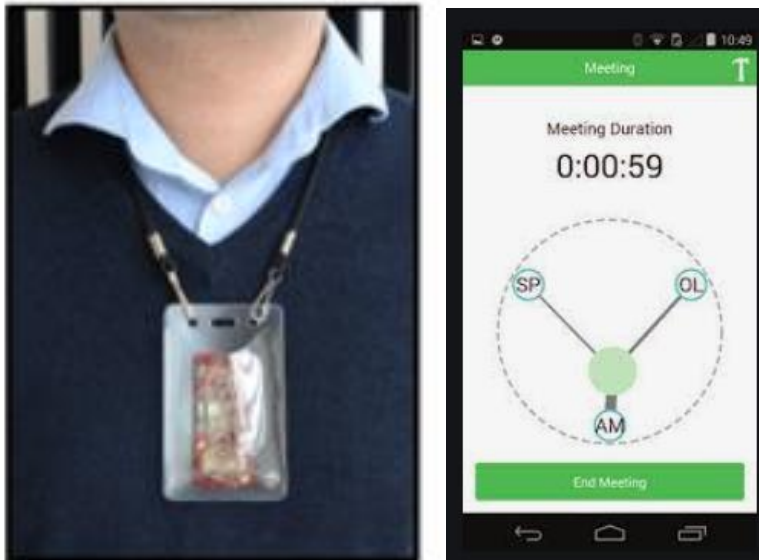 10:49
Meeting
Meeting Duration
0:00:59
SP
OL
AM
End Meeting